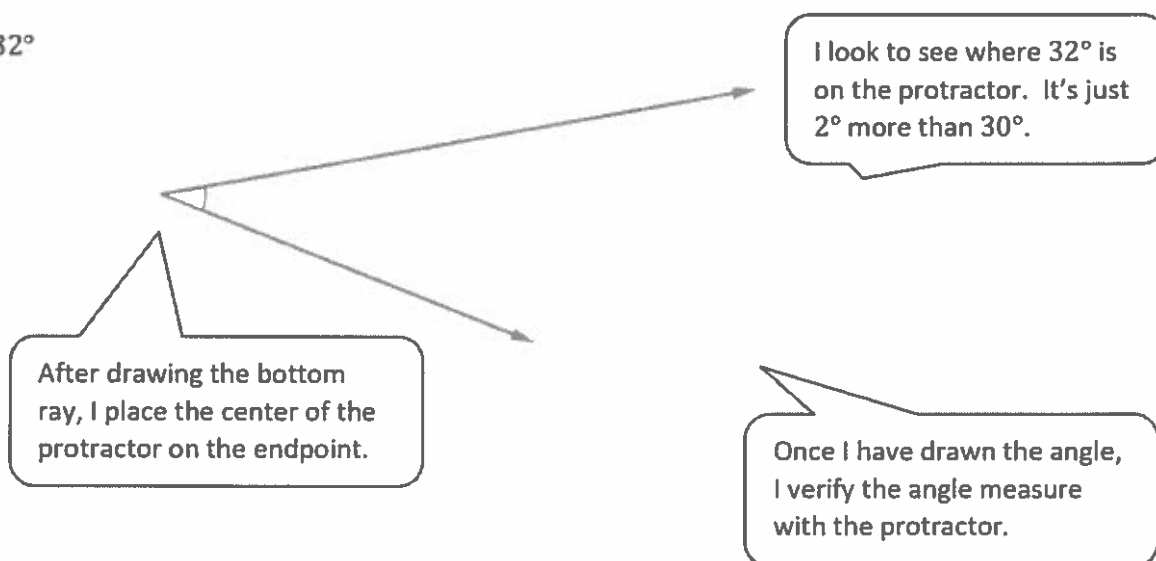 32°
I look to see where 32° is
on the protractor. It's just
2° more than 30°.
After drawing the bottom
ray, I place the center of the
protractor on the endpoint.
Once I have drawn the angle,
I verify the angle measure
with the protractor.